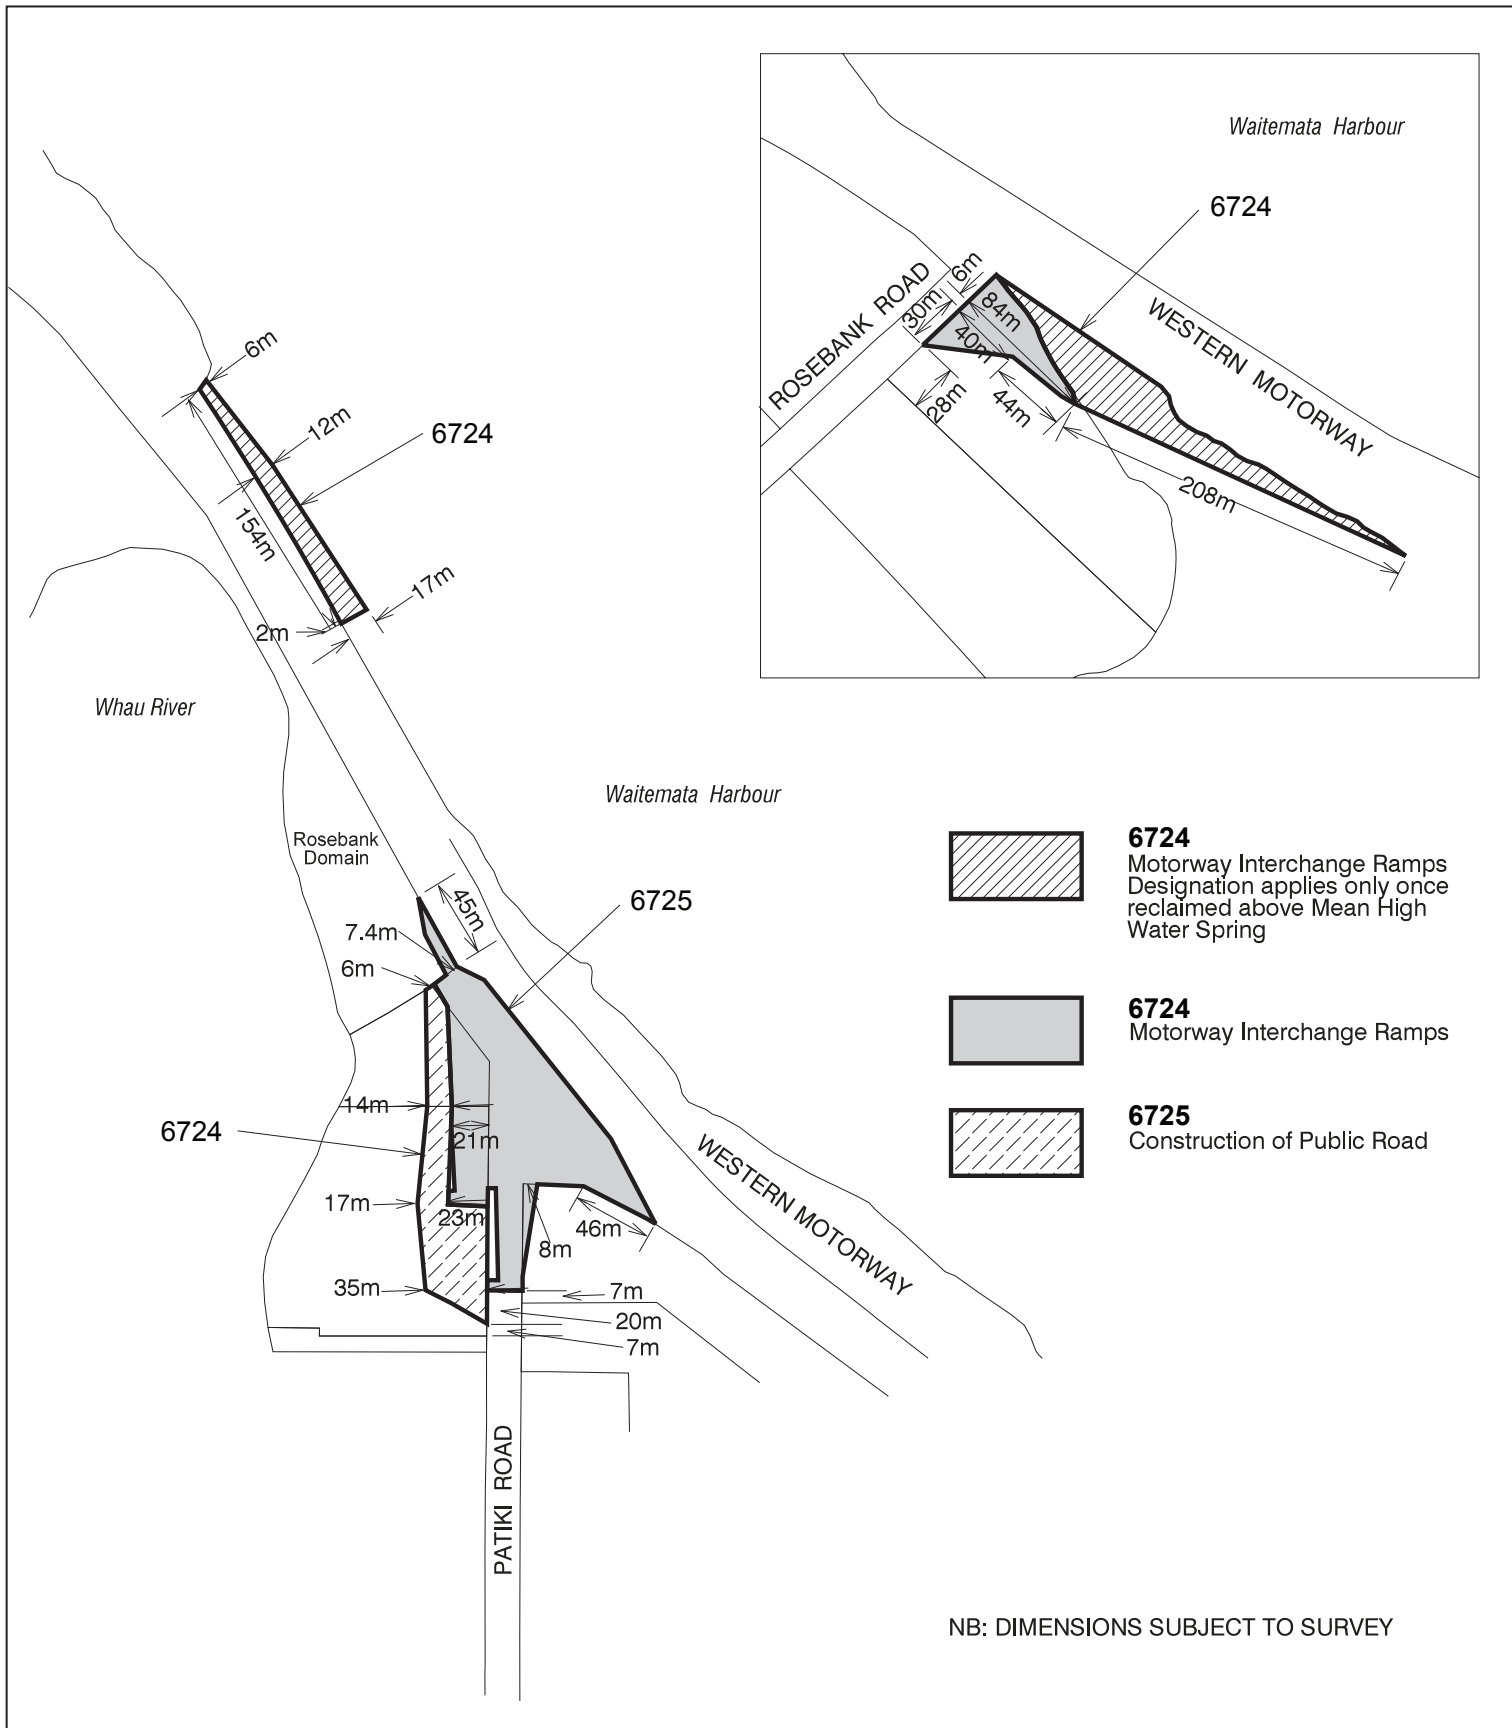 Waitemata Harbour
6724
6m
30m
84m
40m
ROSEBANK ROAD
WESTERN MOTORWAY
28m
44m
208m
6m
12m
6724
154m
17m
2m
Whau River
Waitemata Harbour
Rosebank
Domain
45m
6725
7.4m
6m
14m
6724
21m
17m
23m
46m
8m
WESTERN MOTORWAY
35m
7m
20m
7m
PATIKI ROAD
6724
Motorway Interchange Ramps
Designation applies only once
reclaimed above Mean High
Water Spring
6724
Motorway Interchange Ramps
6725
Construction of Public Road
NB: DIMENSIONS SUBJECT TO SURVEY